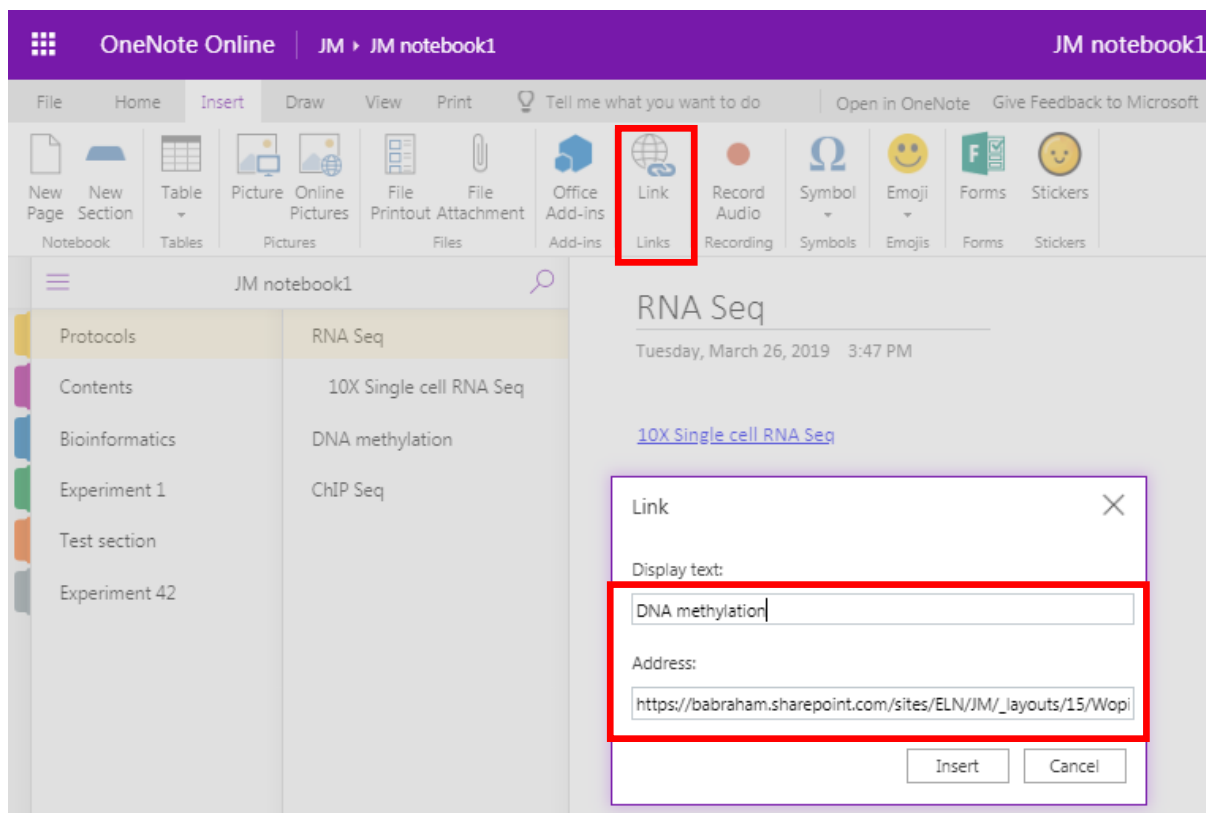 OneNote Online JM ▸ JM notebook1 JM notebook1
File Home Insert Draw View Print Tell me what you want to do Open in OneNote Give Feedback to Microsoft
New Page New Section Table Picture Online Pictures File Printout File Attachment Office Add-ins Link Record Audio Symbol Emoji Forms Stickers
Notebook Tables Pictures Files Add-ins Links Recording Symbols Emojis Forms Stickers
JM notebook1
Protocols
Contents
Bioinformatics
Experiment 1
Test section
Experiment 42
RNA Seq
10X Single cell RNA Seq
DNA methylation
ChIP Seq
RNA Seq
Tuesday, March 26, 2019 3:47 PM
10X Single cell RNA Seq
Link
Display text:
DNA methylation
Address:
https://babraham.sharepoint.com/sites/ELN/JM/_layouts/15/Wopi
Insert Cancel